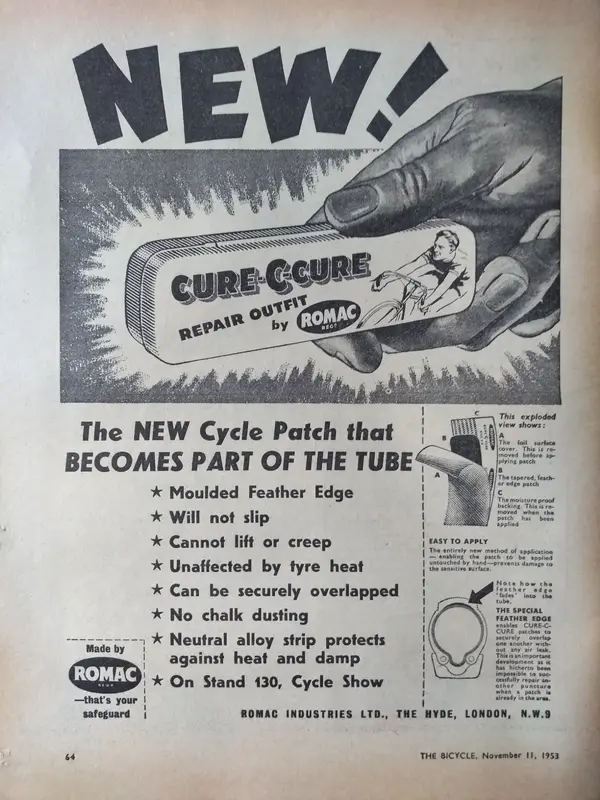 NEW!
CURE-C-CURE
REPAIR OUTFIT
by ROMAC
REGD
The NEW Cycle Patch that
BECOMES PART OF THE TUBE
★ Moulded Feather Edge
★ Will not slip
★ Cannot lift or creep
★ Unaffected by tyre heat
★ Can be securely overlapped
★ No chalk dusting
★ Neutral alloy strip protects
against heat and damp
★ On Stand 130, Cycle Show
Made by
ROMAC
REGD
—that's your
safeguard
C
B
A
This exploded
view shows:
A
The foil surface
cover. This is re-
moved before ap-
plying patch
B
The tapered, feath-
er edge patch
C
The moisture proof
backing. This is re-
moved when the
patch has been
applied
EASY TO APPLY
The entirely new method of application
— enabling the patch to be applied
untouched by hand—prevents damage to
the sensitive surface.
Note how the
feather edge
'fades' into the
tube.
THE SPECIAL
FEATHER EDGE
enables CURE-C-
CURE patches to
securely overlap
one another with-
out any air leak.
This is an important
development as it
has hitherto been
impossible to suc-
cessfully repair an-
other puncture
when a patch is
already in the area.
ROMAC INDUSTRIES LTD., THE HYDE, LONDON, N.W.9
64
THE BICYCLE, November 11, 1953